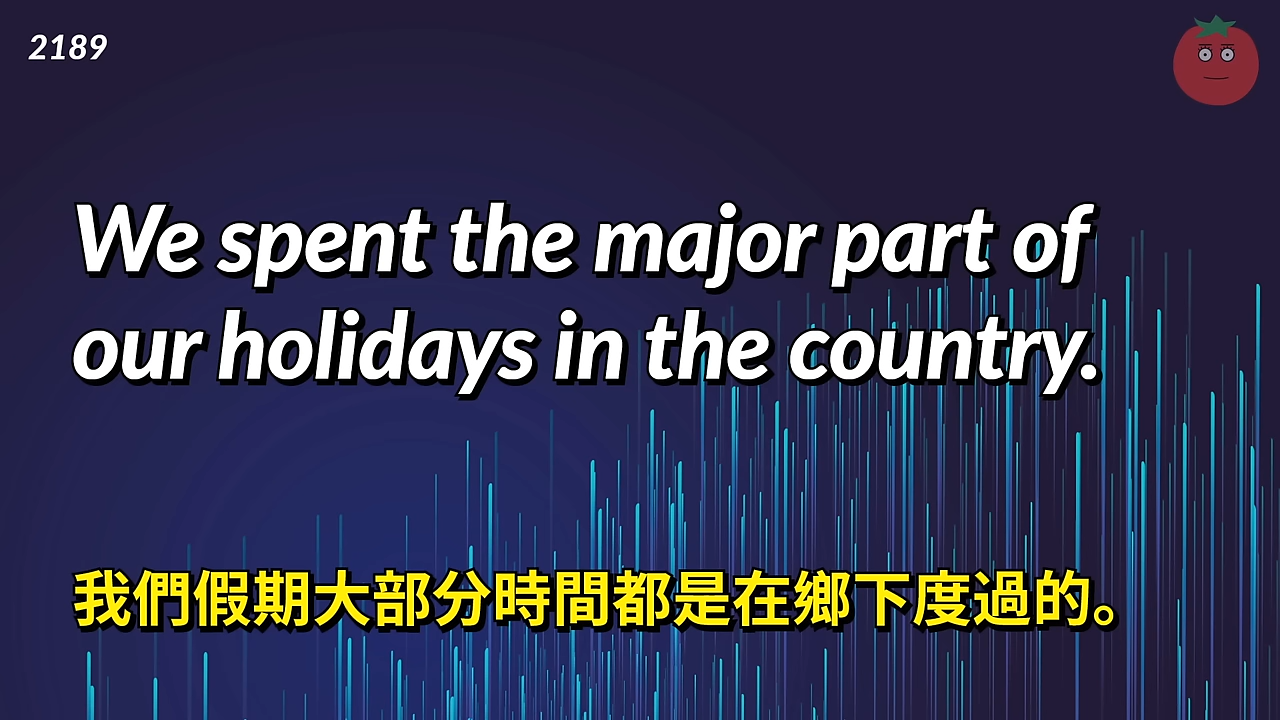 2189
We spent the major part of
our holidays in the country.
我們假期大部分時間都是在鄉下度過的。